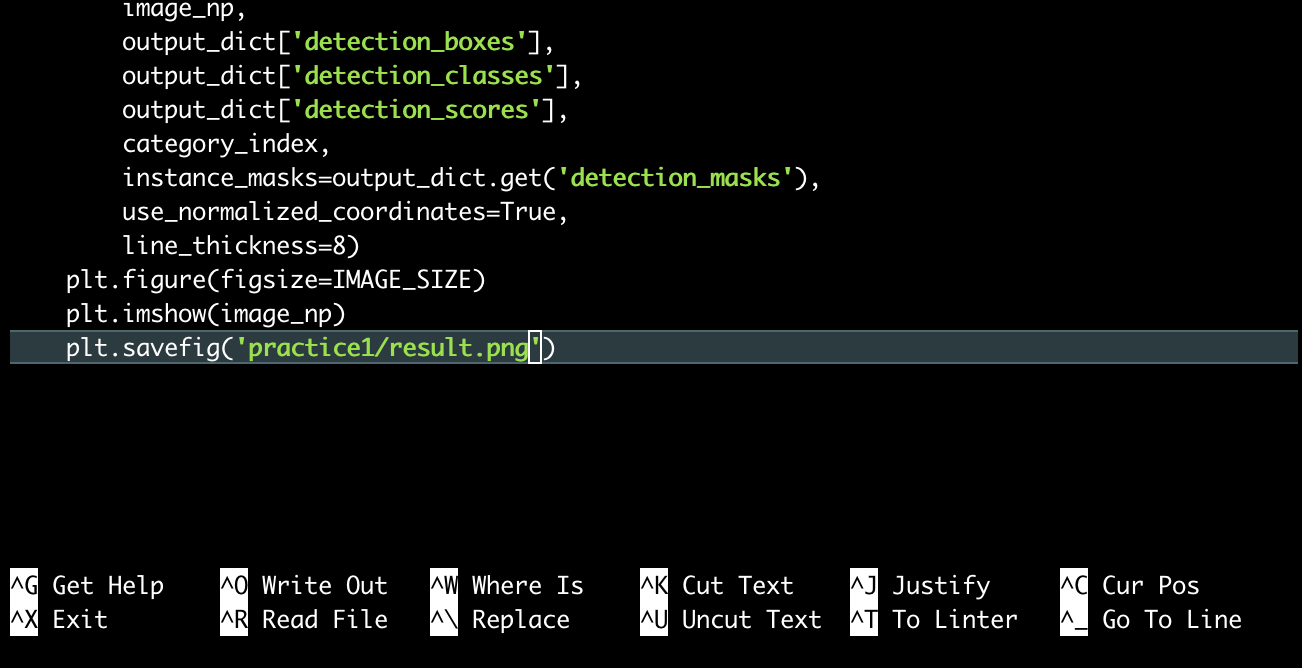 image_np,
output_dict['detection_boxes'],
output_dict['detection_classes'],
output_dict['detection_scores'],
category_index,
instance_masks=output_dict.get('detection_masks'),
use_normalized_coordinates=True,
line_thickness=8)
plt.figure(figsize=IMAGE_SIZE)
plt.imshow(image_np)
plt.savefig('practice1/result.png')
^G Get Help ^O Write Out ^W Where Is ^K Cut Text ^J Justify ^C Cur Pos
^X Exit ^R Read File ^\ Replace ^U Uncut Text ^T To Linter ^_ Go To Line